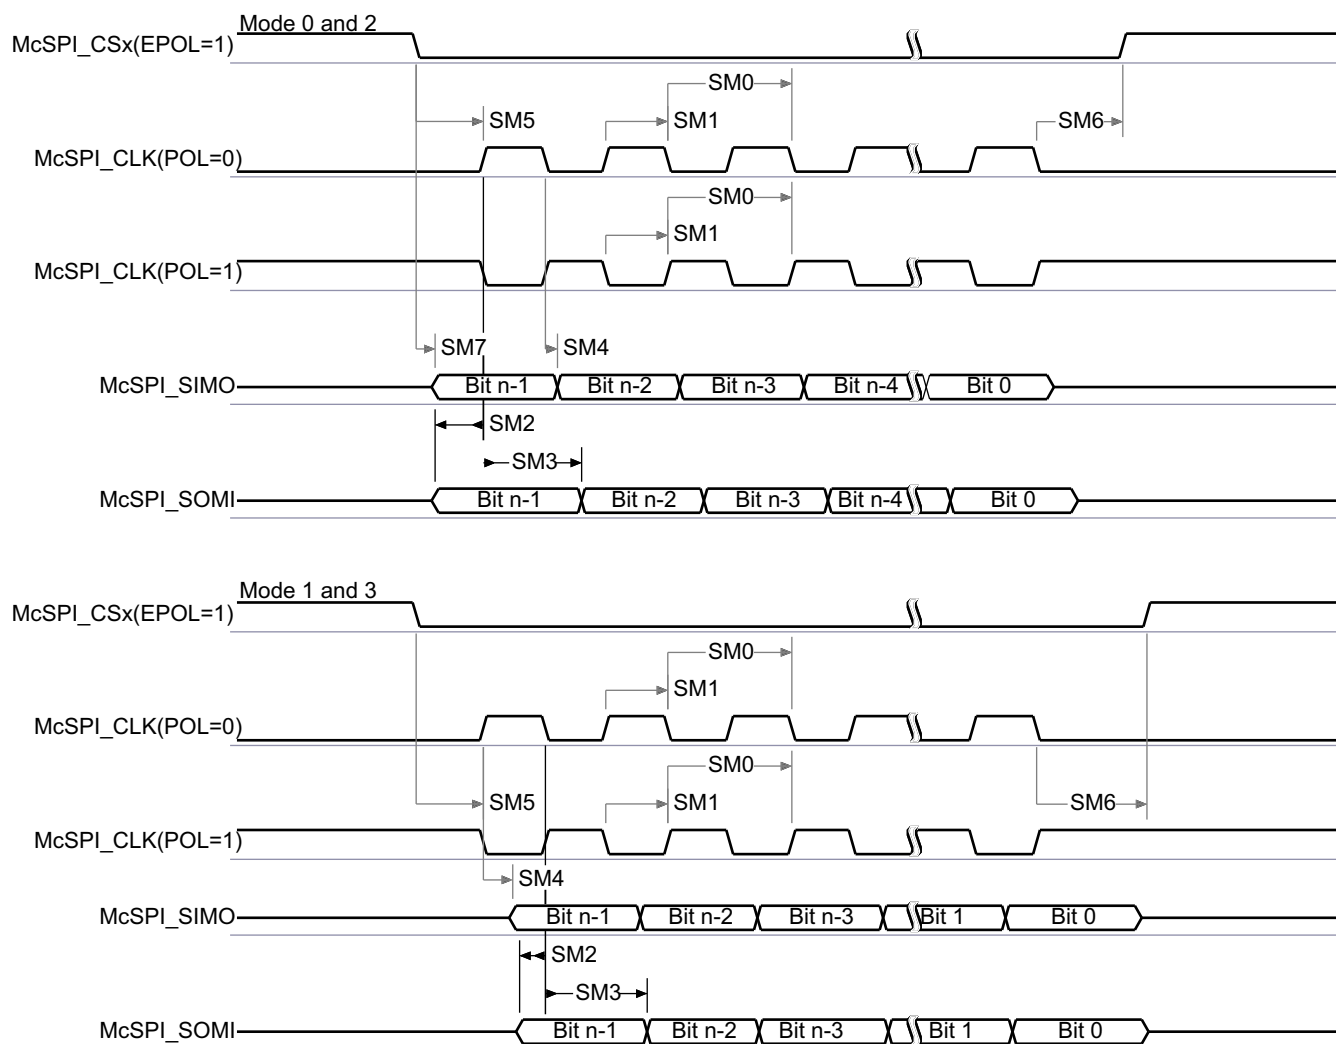 Mode 0 and 2
McSPI_CSx(EPOL=1)
SM0
SM5
SM1
SM6
McSPI_CLK(POL=0)
SM0
SM1
McSPI_CLK(POL=1)
SM7
SM4
McSPI_SIMO
Bit n-1
Bit n-2
Bit n-3
Bit n-4
Bit 0
SM2
SM3
McSPI_SOMI
Bit n-1
Bit n-2
Bit n-3
Bit n-4
Bit 0
Mode 1 and 3
McSPI_CSx(EPOL=1)
SM0
SM1
McSPI_CLK(POL=0)
SM0
SM5
SM1
SM6
McSPI_CLK(POL=1)
SM4
McSPI_SIMO
Bit n-1
Bit n-2
Bit n-3
Bit 1
Bit 0
SM2
SM3
McSPI_SOMI
Bit n-1
Bit n-2
Bit n-3
Bit 1
Bit 0